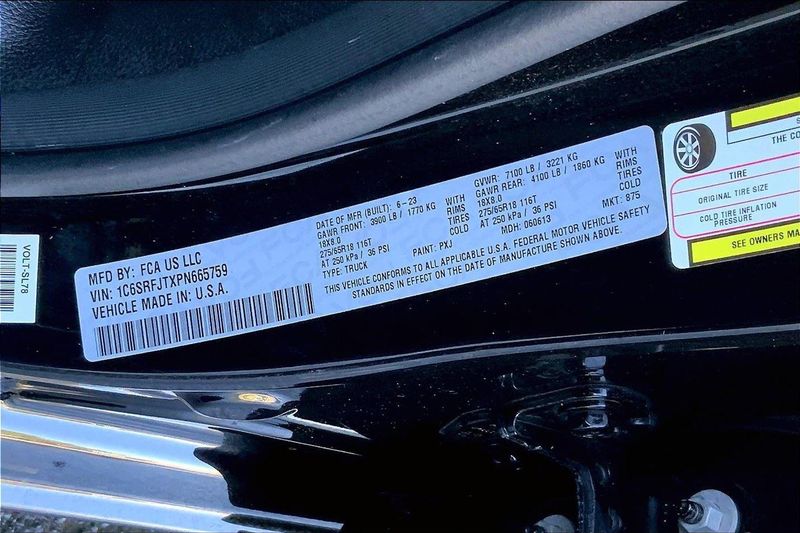 VOLT-SL78
MFD BY: FCA US LLC
VIN: 1C6SRFJTXPN665759
VEHICLE MADE IN: U.S.A.
DATE OF MFR (BUILT): 6-23
GAWR FRONT: 3900 LB / 1770 KG WITH
18X8.0 RIMS
275/65R18 116T TIRES
AT 250 kPa / 36 PSI COLD
TYPE: TRUCK PAINT: PXJ
GVWR: 7100 LB / 3221 KG
GAWR REAR: 4100 LB / 1860 KG WITH
18X8.0 RIMS
275/65R18 116T TIRES
AT 250 kPa / 36 PSI COLD
MDH: 060613 MKT: 875
THIS VEHICLE CONFORMS TO ALL APPLICABLE U.S.A. FEDERAL MOTOR VEHICLE SAFETY
STANDARDS IN EFFECT ON THE DATE OF MANUFACTURE SHOWN ABOVE.
THE CO
TIRE
ORIGINAL TIRE SIZE
COLD TIRE INFLATION
PRESSURE
SEE OWNERS MA